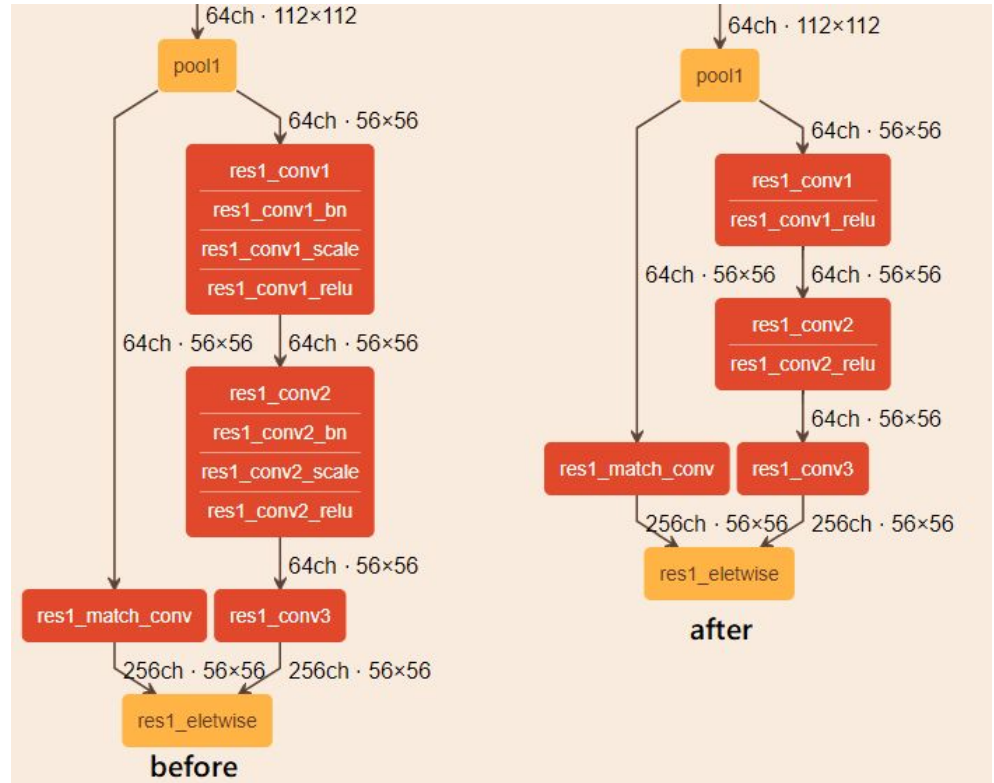 64ch · 112×112
pool1
64ch · 56×56
res1_conv1
res1_conv1_bn
res1_conv1_scale
res1_conv1_relu
64ch · 56×56
64ch · 56×56
res1_conv2
res1_conv2_bn
res1_conv2_scale
res1_conv2_relu
64ch · 56×56
res1_match_conv
res1_conv3
256ch · 56×56
256ch · 56×56
res1_eletwise
before
64ch · 112×112
pool1
64ch · 56×56
res1_conv1
res1_conv1_relu
64ch · 56×56
64ch · 56×56
res1_conv2
res1_conv2_relu
64ch · 56×56
res1_match_conv
res1_conv3
256ch · 56×56
256ch · 56×56
res1_eletwise
after